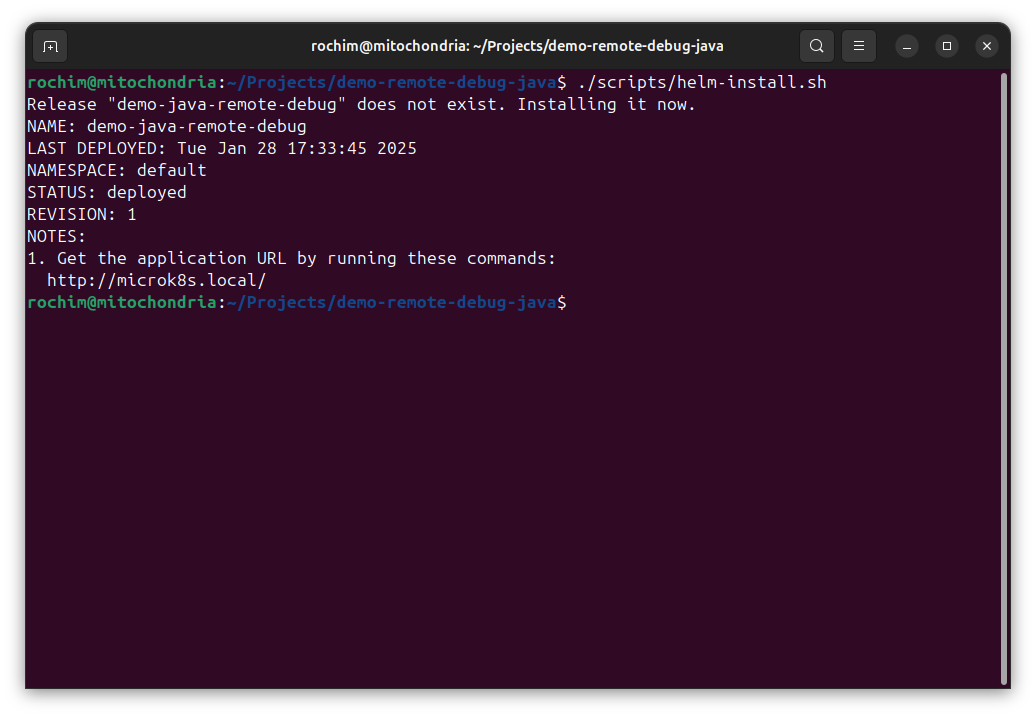 rochim@mitochondria: ~/Projects/demo-remote-debug-java
rochim@mitochondria:~/Projects/demo-remote-debug-java$ ./scripts/helm-install.sh
Release "demo-java-remote-debug" does not exist. Installing it now.
NAME: demo-java-remote-debug
LAST DEPLOYED: Tue Jan 28 17:33:45 2025
NAMESPACE: default
STATUS: deployed
REVISION: 1
NOTES:
1. Get the application URL by running these commands:
  http://microk8s.local/
rochim@mitochondria:~/Projects/demo-remote-debug-java$